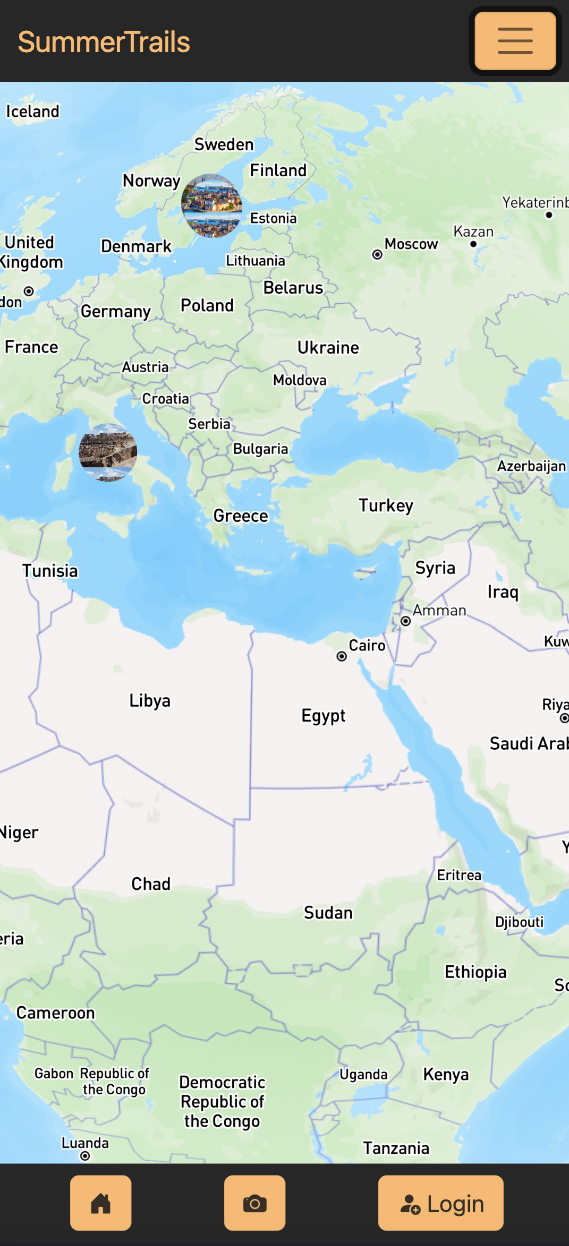 SummerTrails
Iceland
Sweden
Finland
Norway
Yekaterinb
Estonia
Kazan
United
Kingdom
Denmark
Moscow
Lithuania
Belarus
don
Germany
Poland
France
Ukraine
Austria
Moldova
Croatia
Serbia
Bulgaria
Azerbaijan
Turkey
Greece
Tunisia
Syria
Iraq
Amman
Cairo
Kuw
Libya
Egypt
Riya
Saudi Arab
Niger
Y
Chad
Eritrea
Sudan
Djibouti
eria
Ethiopia
So
Cameroon
Gabon
Republic of
the Congo
Uganda
Kenya
Democratic
Republic of
the Congo
Luanda
Tanzania
Login